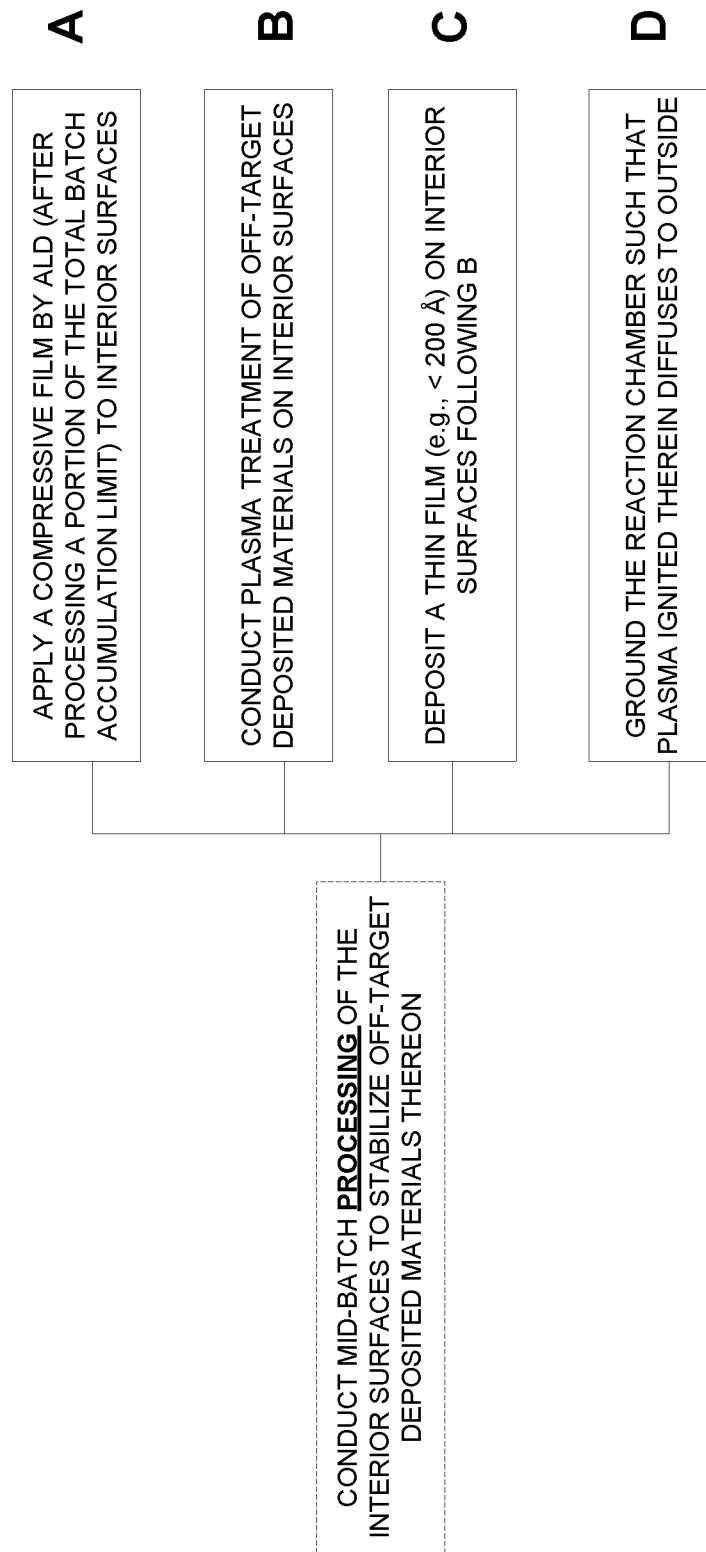 CONDUCT MID-BATCH PROCESSING OF THE
INTERIOR SURFACES TO STABILIZE OFF-TARGET
DEPOSITED MATERIALS THEREON
APPLY A COMPRESSIVE FILM BY ALD (AFTER
PROCESSING A PORTION OF THE TOTAL BATCH
ACCUMULATION LIMIT) TO INTERIOR SURFACES
A
CONDUCT PLASMA TREATMENT OF OFF-TARGET
DEPOSITED MATERIALS ON INTERIOR SURFACES
B
DEPOSIT A THIN FILM (e.g., < 200 Å) ON INTERIOR
SURFACES FOLLOWING B
C
GROUND THE REACTION CHAMBER SUCH THAT
PLASMA IGNITED THEREIN DIFFUSES TO OUTSIDE
D